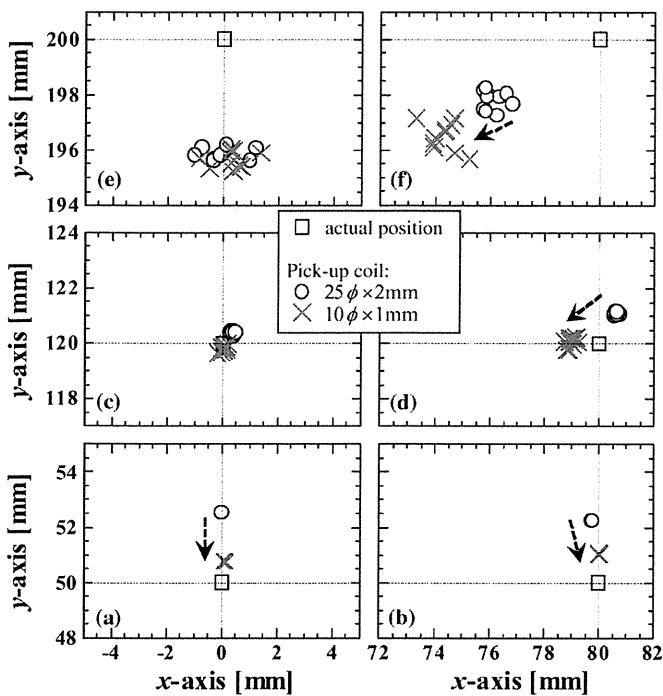 y-axis [mm]
200
198
196
194
(e)
(f)
y-axis [mm]
124
122
120
118
(c)
(d)
actual position
Pick-up coil:
25ϕ×2mm
10ϕ×1mm
y-axis [mm]
54
52
50
48
(a)
(b)
-4 -2 0 2 4
72 74 76 78 80 82
x-axis [mm]
x-axis [mm]